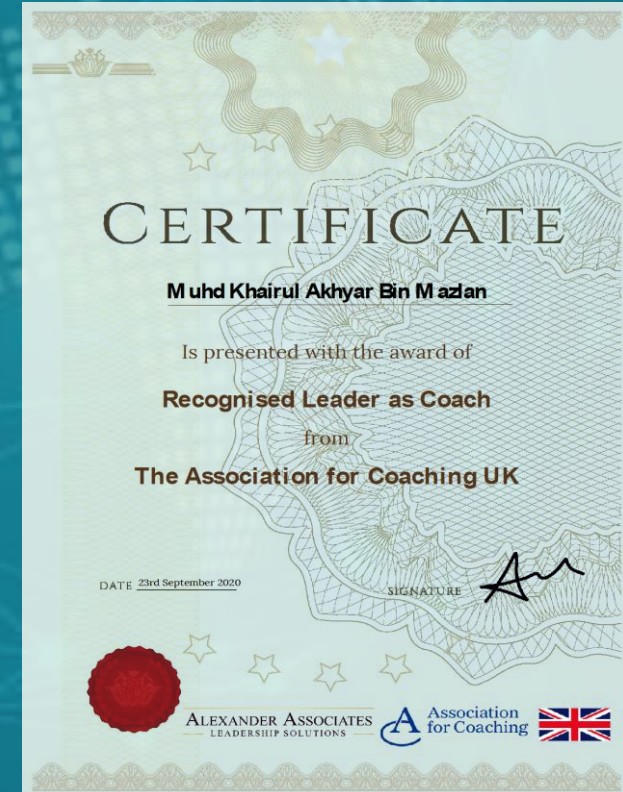 CERTIFICATE
Muhd Khairul Akhyar Bin Mazlan
Is presented with the award of
Recognised Leader as Coach
from
The Association for Coaching UK
DATE 23rd September 2020
SIGNATURE
ALEXANDER ASSOCIATES
LEADERSHIP SOLUTIONS
A Association
for Coaching